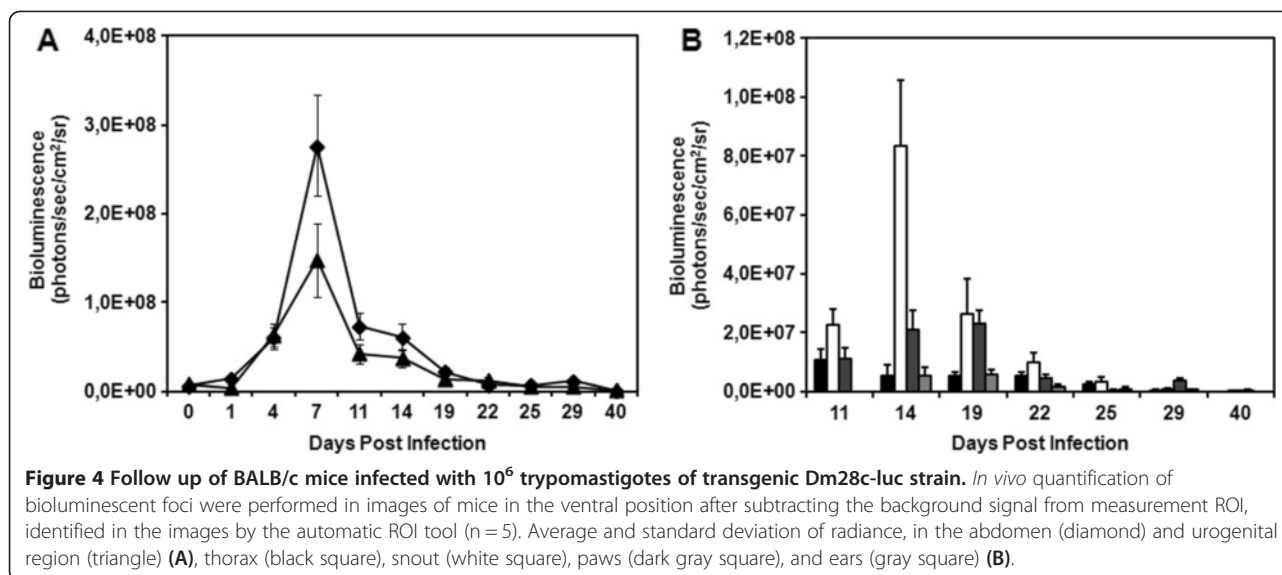 A
4,0E+08
3,0E+08
2,0E+08
1,0E+08
0,0E+00
Bioluminescence
(photons/sec/cm²/sr)
0 1 4 7 11 14 19 22 25 29 40
Days Post Infection
B
1,2E+08
1,0E+08
8,0E+07
6,0E+07
4,0E+07
2,0E+07
0,0E+00
Bioluminescence
(photons/sec/cm²/sr)
11 14 19 22 25 29 40
Days Post Infection
Figure 4 Follow up of BALB/c mice infected with 10⁶ trypomastigotes of transgenic Dm28c-luc strain. In vivo quantification of
bioluminescent foci were performed in images of mice in the ventral position after subtracting the background signal from measurement ROI,
identified in the images by the automatic ROI tool (n = 5). Average and standard deviation of radiance, in the abdomen (diamond) and urogenital
region (triangle) (A), thorax (black square), snout (white square), paws (dark gray square), and ears (gray square) (B).